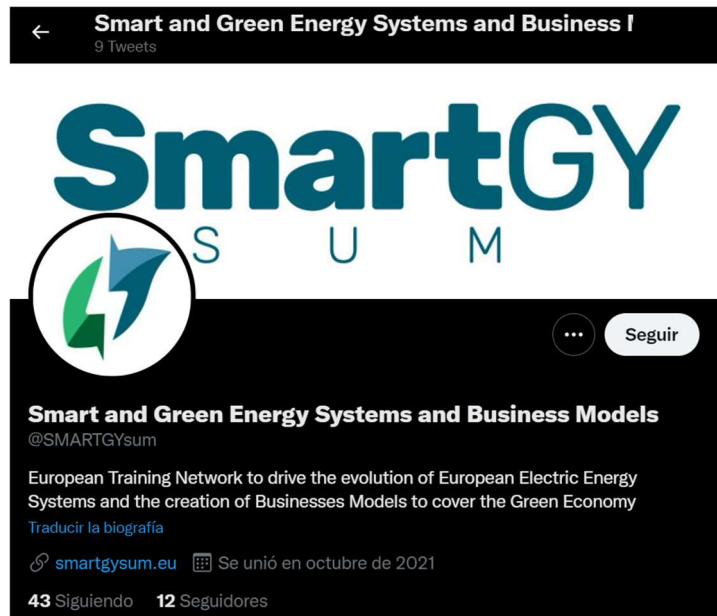 Smart and Green Energy Systems and Business
9 Tweets
SmartGY
SUM
Seguir
Smart and Green Energy Systems and Business Models
@SMARTGYsum
European Training Network to drive the evolution of European Electric Energy
Systems and the creation of Businesses Models to cover the Green Economy
Traducir la biografía
smartgysum.eu Se unió en octubre de 2021
43 Siguiendo 12 Seguidores